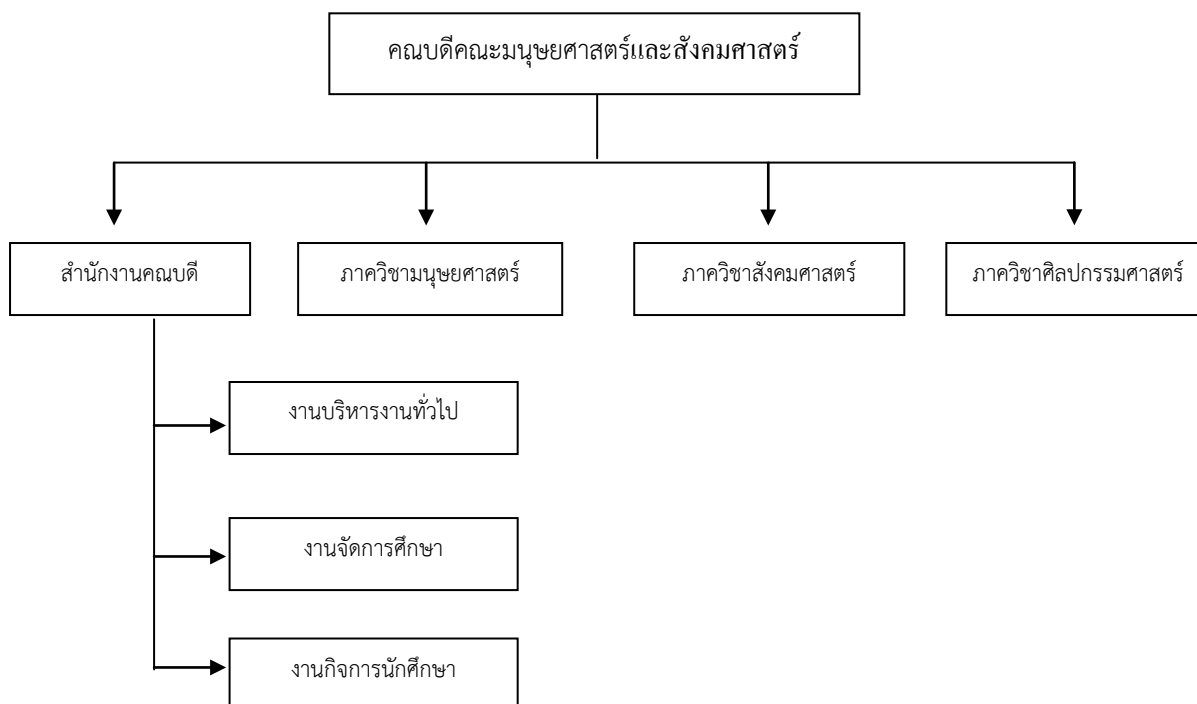 คณบดีคณะมนุษยศาสตร์และสังคมศาสตร์
สำนักงานคณบดี
ภาควิชามนุษยศาสตร์
ภาควิชาสังคมศาสตร์
ภาควิชาศิลปกรรมศาสตร์
งานบริหารงานทั่วไป
งานจัดการศึกษา
งานกิจการนักศึกษา